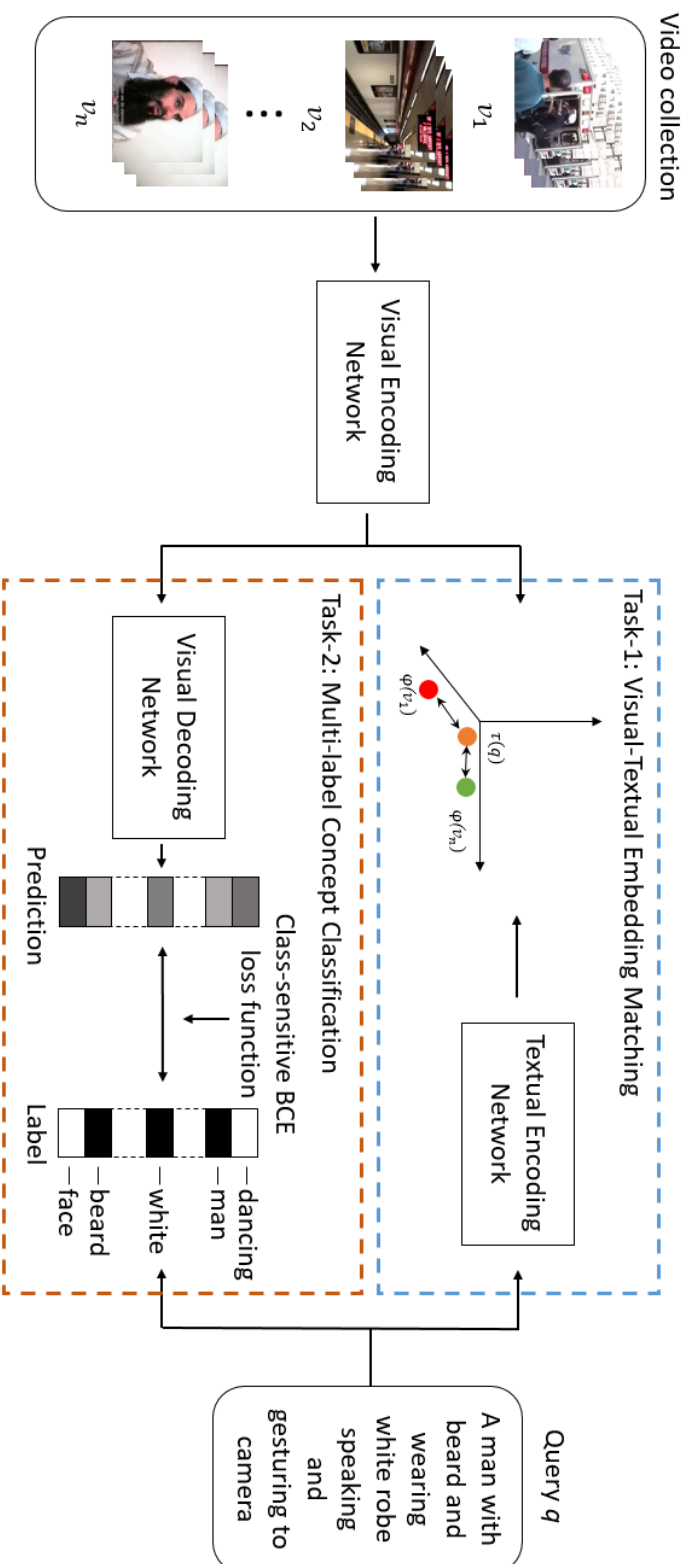 Video collection
v1
v2
...
vn
Visual Encoding
Network
Task-1: Visual-Textual Embedding Matching
τ(q)
φ(v1)
φ(vn)
Textual Encoding
Network
Task-2: Multi-label Concept Classification
Visual Decoding
Network
Prediction
Class-sensitive BCE
loss function
Label
dancing
man
white
beard
face
Query q
A man with
beard and
wearing
white robe
speaking
and
gesturing to
camera